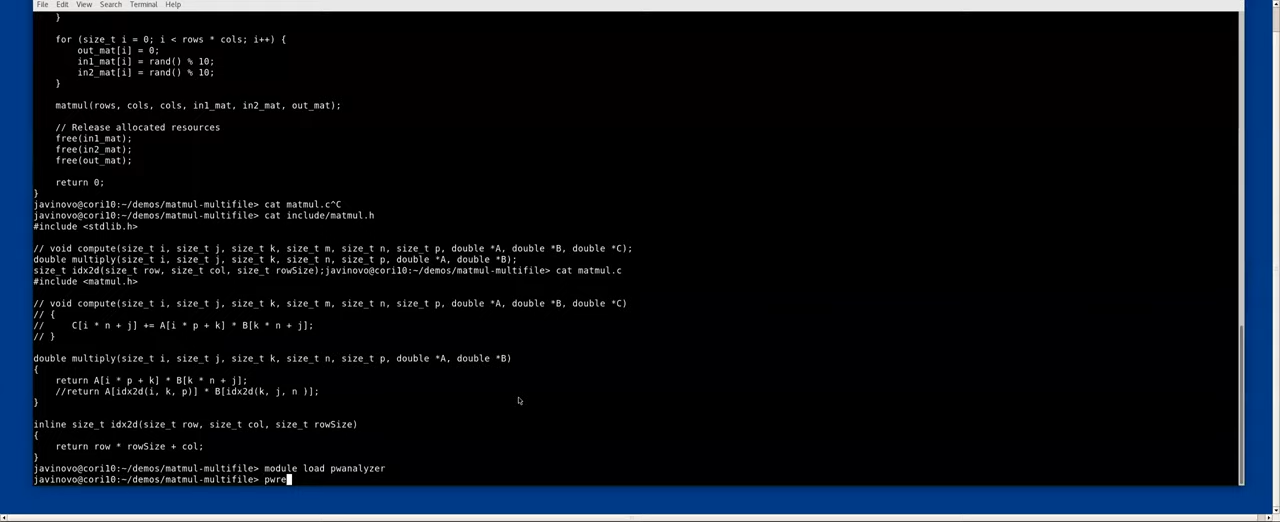 File Edit View Search Terminal Help
    }
    for (size_t i = 0; i < rows * cols; i++) {
        out_mat[i] = 0;
        in1_mat[i] = rand() % 10;
        in2_mat[i] = rand() % 10;
    }
    matmul(rows, cols, cols, in1_mat, in2_mat, out_mat);
    // Release allocated resources
    free(in1_mat);
    free(in2_mat);
    free(out_mat);
    return 0;
}
javinovo@cori10:~/demos/matmul-multifile> cat matmul.c^C
javinovo@cori10:~/demos/matmul-multifile> cat include/matmul.h
#include <stdlib.h>
// void compute(size_t i, size_t j, size_t k, size_t m, size_t n, size_t p, double *A, double *B, double *C);
double multiply(size_t i, size_t j, size_t k, size_t n, size_t p, double *A, double *B);
size_t idx2d(size_t row, size_t col, size_t rowSize);javinovo@cori10:~/demos/matmul-multifile> cat matmul.c
#include <matmul.h>
// void compute(size_t i, size_t j, size_t k, size_t m, size_t n, size_t p, double *A, double *B, double *C)
// {
//     C[i * n + j] += A[i * p + k] * B[k * n + j];
// }
double multiply(size_t i, size_t j, size_t k, size_t n, size_t p, double *A, double *B)
{
    return A[i * p + k] * B[k * n + j];
    //return A[idx2d(i, k, p)] * B[idx2d(k, j, n )];
}
inline size_t idx2d(size_t row, size_t col, size_t rowSize)
{
    return row * rowSize + col;
}
javinovo@cori10:~/demos/matmul-multifile> module load pwanalyzer
javinovo@cori10:~/demos/matmul-multifile> pwre